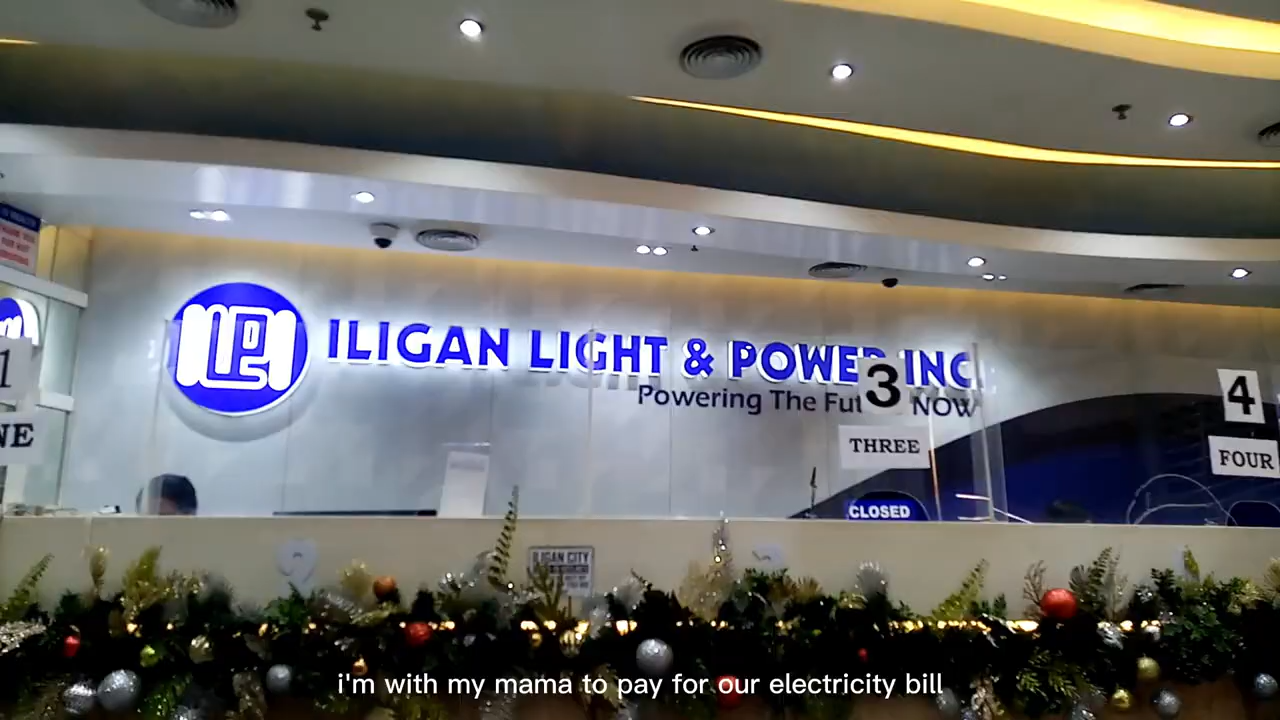 1
NE
ILIGAN LIGHT & POWER INC.
Powering The Fut NOW
3
THREE
4
FOUR
CLOSED
ILIGAN CITY
i'm with my mama to pay for our electricity bill